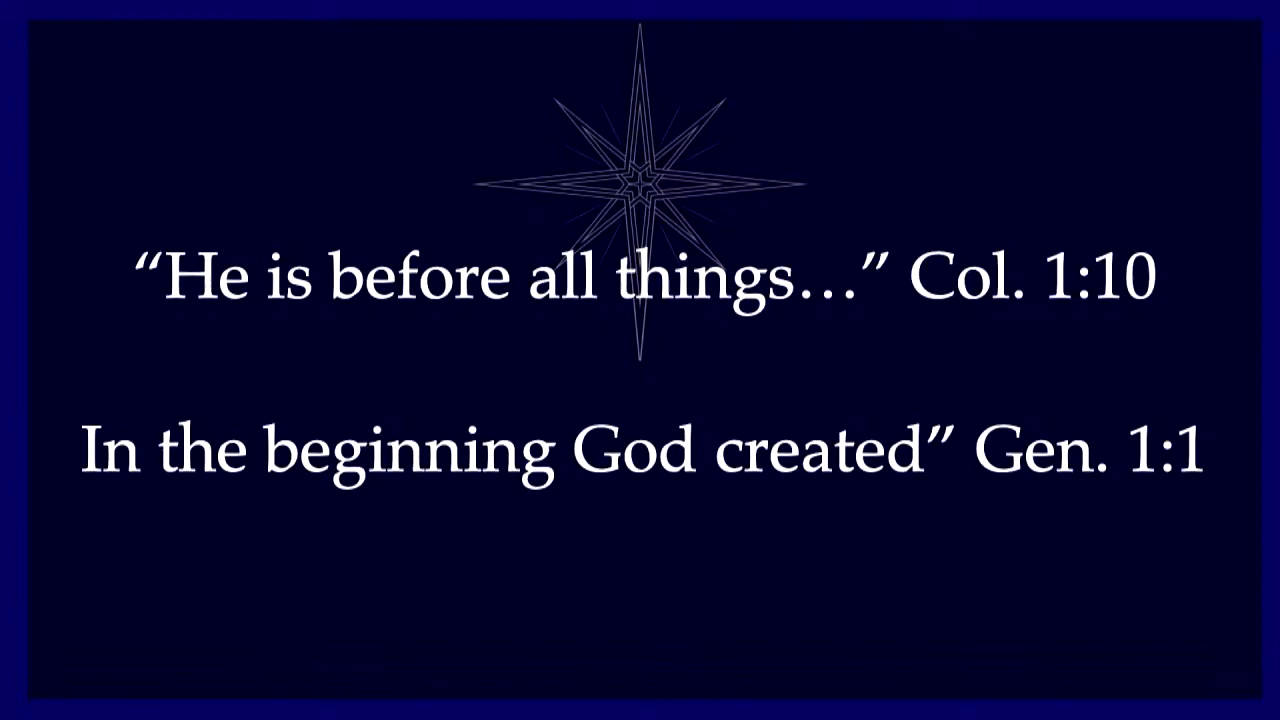 “He is before all things…” Col. 1:10
In the beginning God created” Gen. 1:1